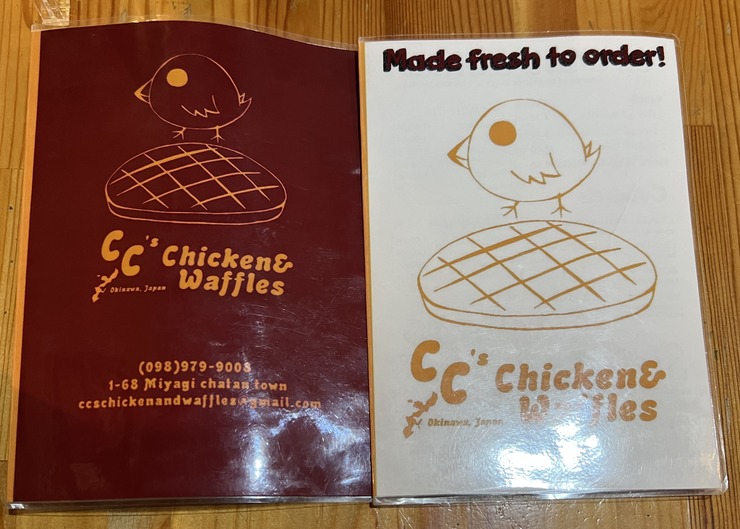 CC's Chicken&
Waffles
Okinawa, Japan
(098)979-9008
1-68 Miyagi chatan town
ccschickenandwaffles@gmail.com
Made fresh to order!
CC's Chicken&
Waffles
Okinawa, Japan